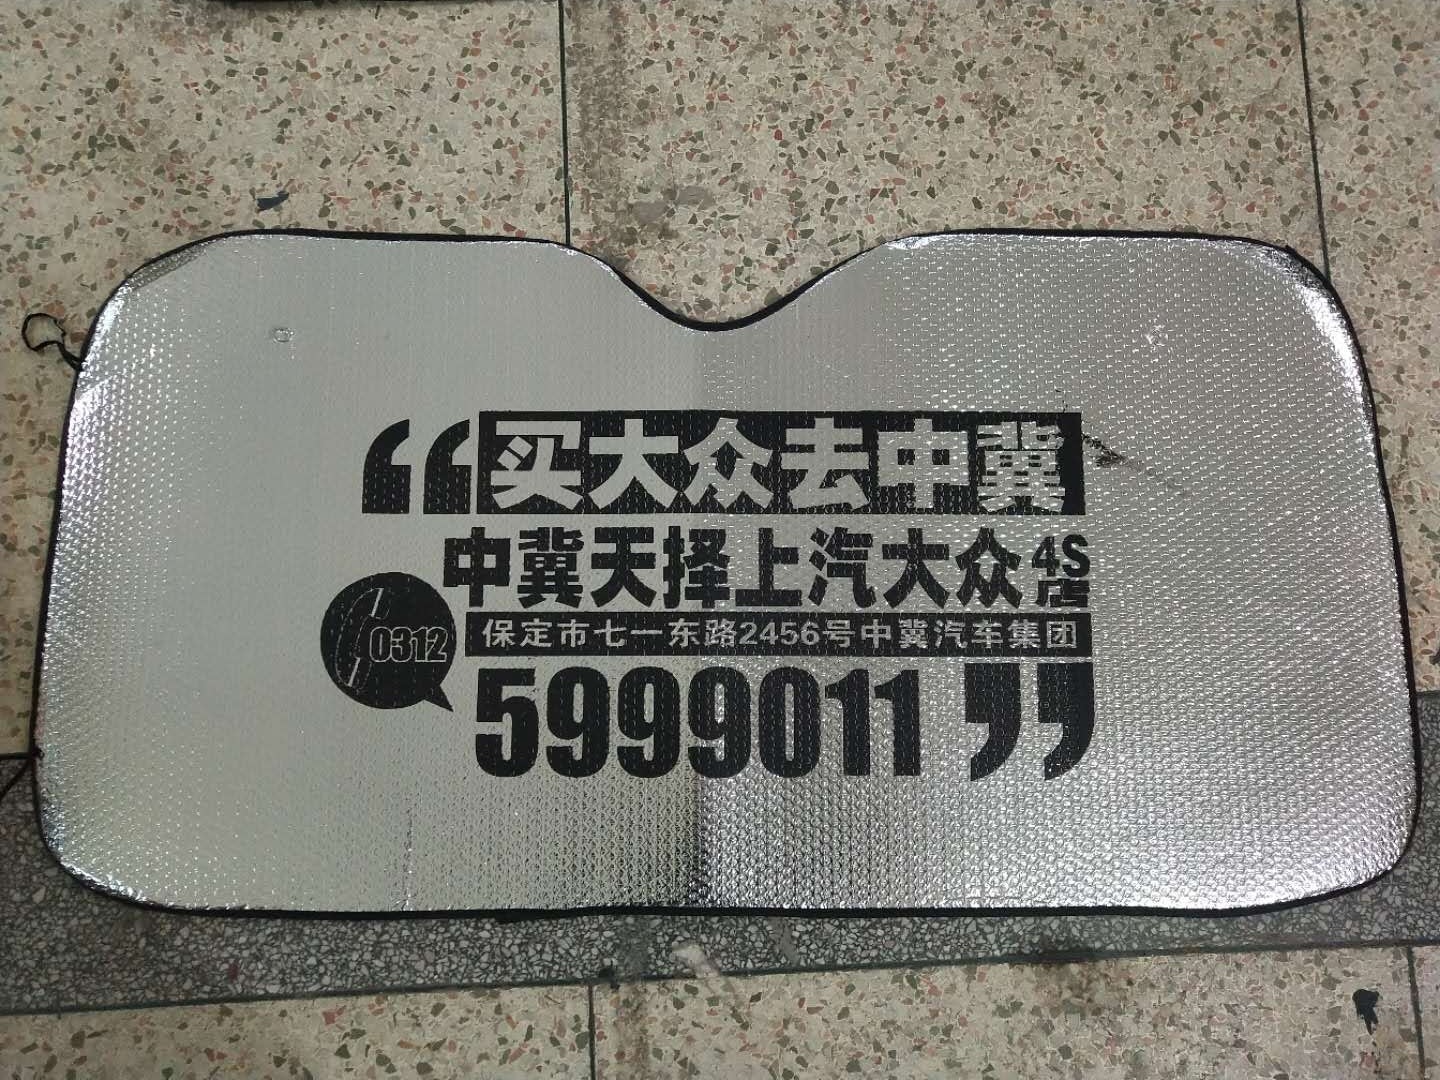 “买大众去中冀
中冀天择上汽大众4S店
保定市七一东路2456号中冀汽车集团
0312
5999011”